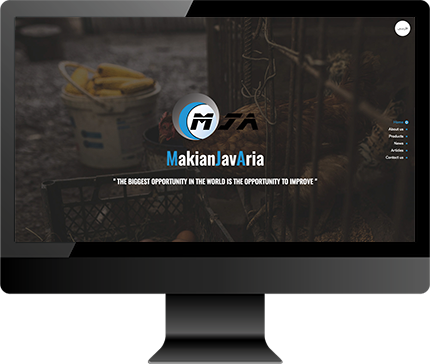 Home
About us
Products
News
Articles
Contact us
MJA
MakianJavAria
" THE BIGGEST OPPORTUNITY IN THE WORLD IS THE OPPORTUNITY TO IMPROVE "